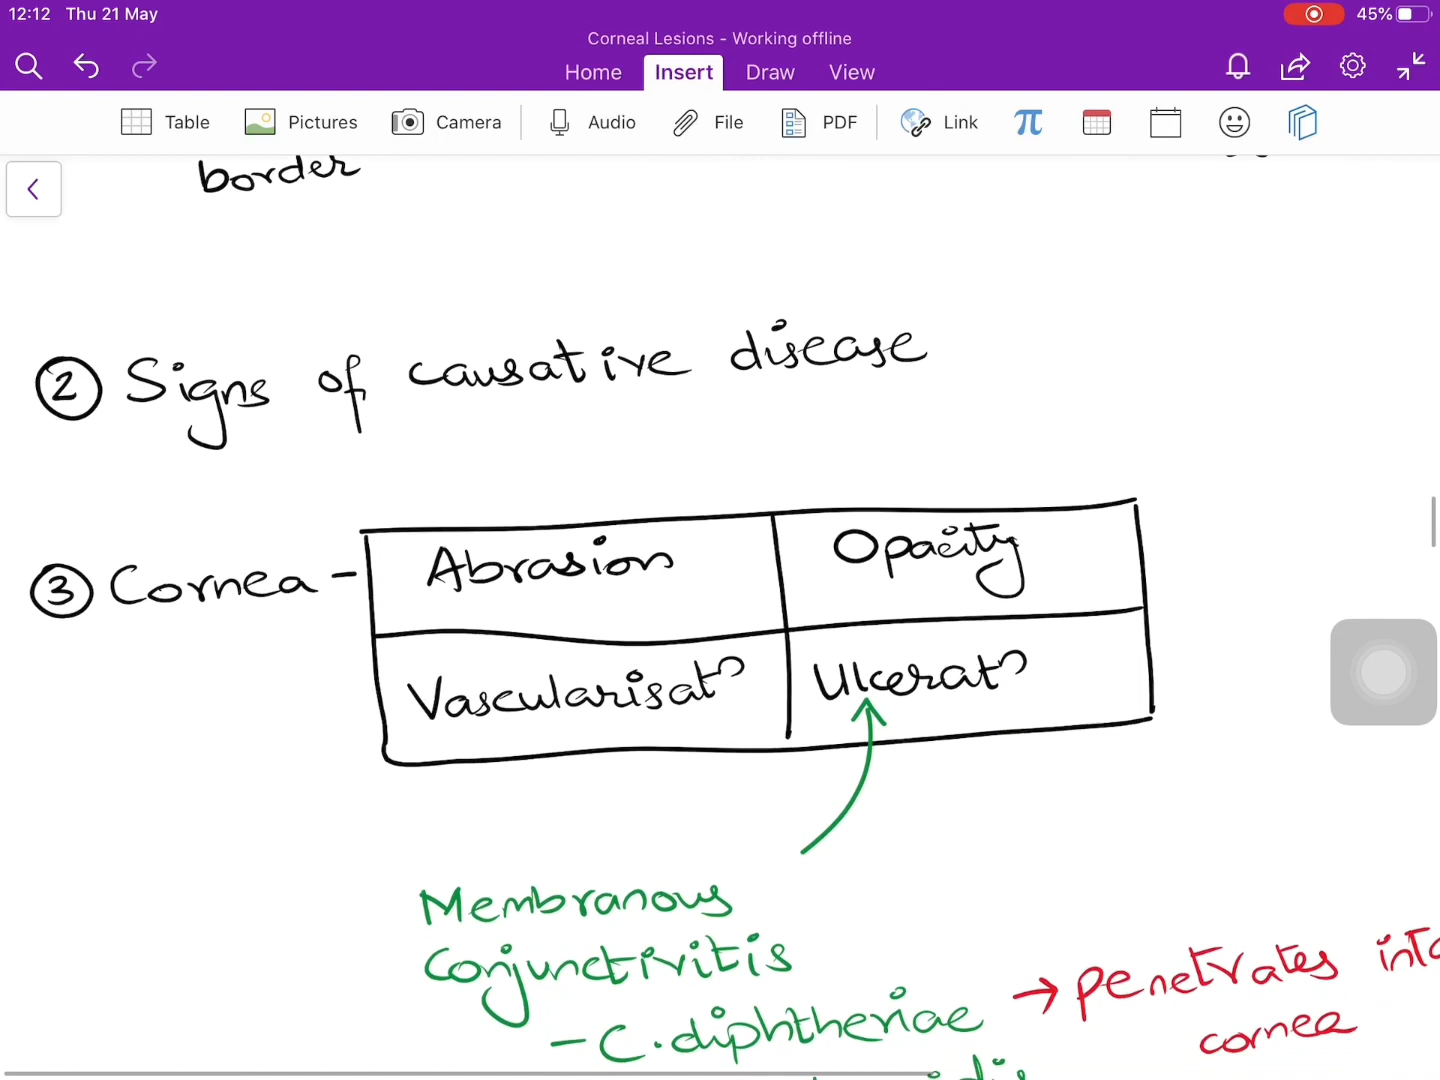 12:12 Thu 21 May
45%
Corneal Lesions - Working offline
Home Insert Draw View
Table Pictures Camera Audio File PDF Link π
border
② Signs of causative disease
③ Cornea - Abrasion Opacity
Vascularisat^n Ulcerat^n
Membranous
Conjunctivitis
- C. diphtheriae → penetrates into
cornea